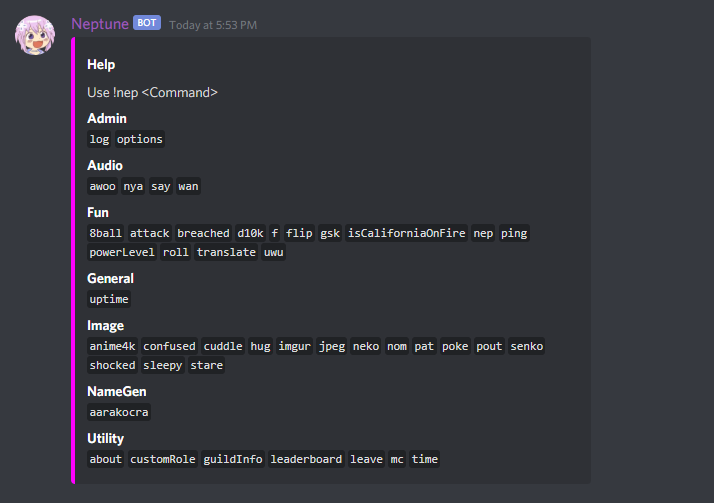 Neptune BOT Today at 5:53 PM
Help
Use !nep <Command>
Admin
log options
Audio
awoo nya say wan
Fun
8ball attack breached d10k f flip gsk isCaliforniaOnFire nep ping
powerLevel roll translate uwu
General
uptime
Image
anime4k confused cuddle hug imgur jpeg neko nom pat poke pout senko
shocked sleepy stare
NameGen
aarakocra
Utility
about customRole guildInfo leaderboard leave mc time